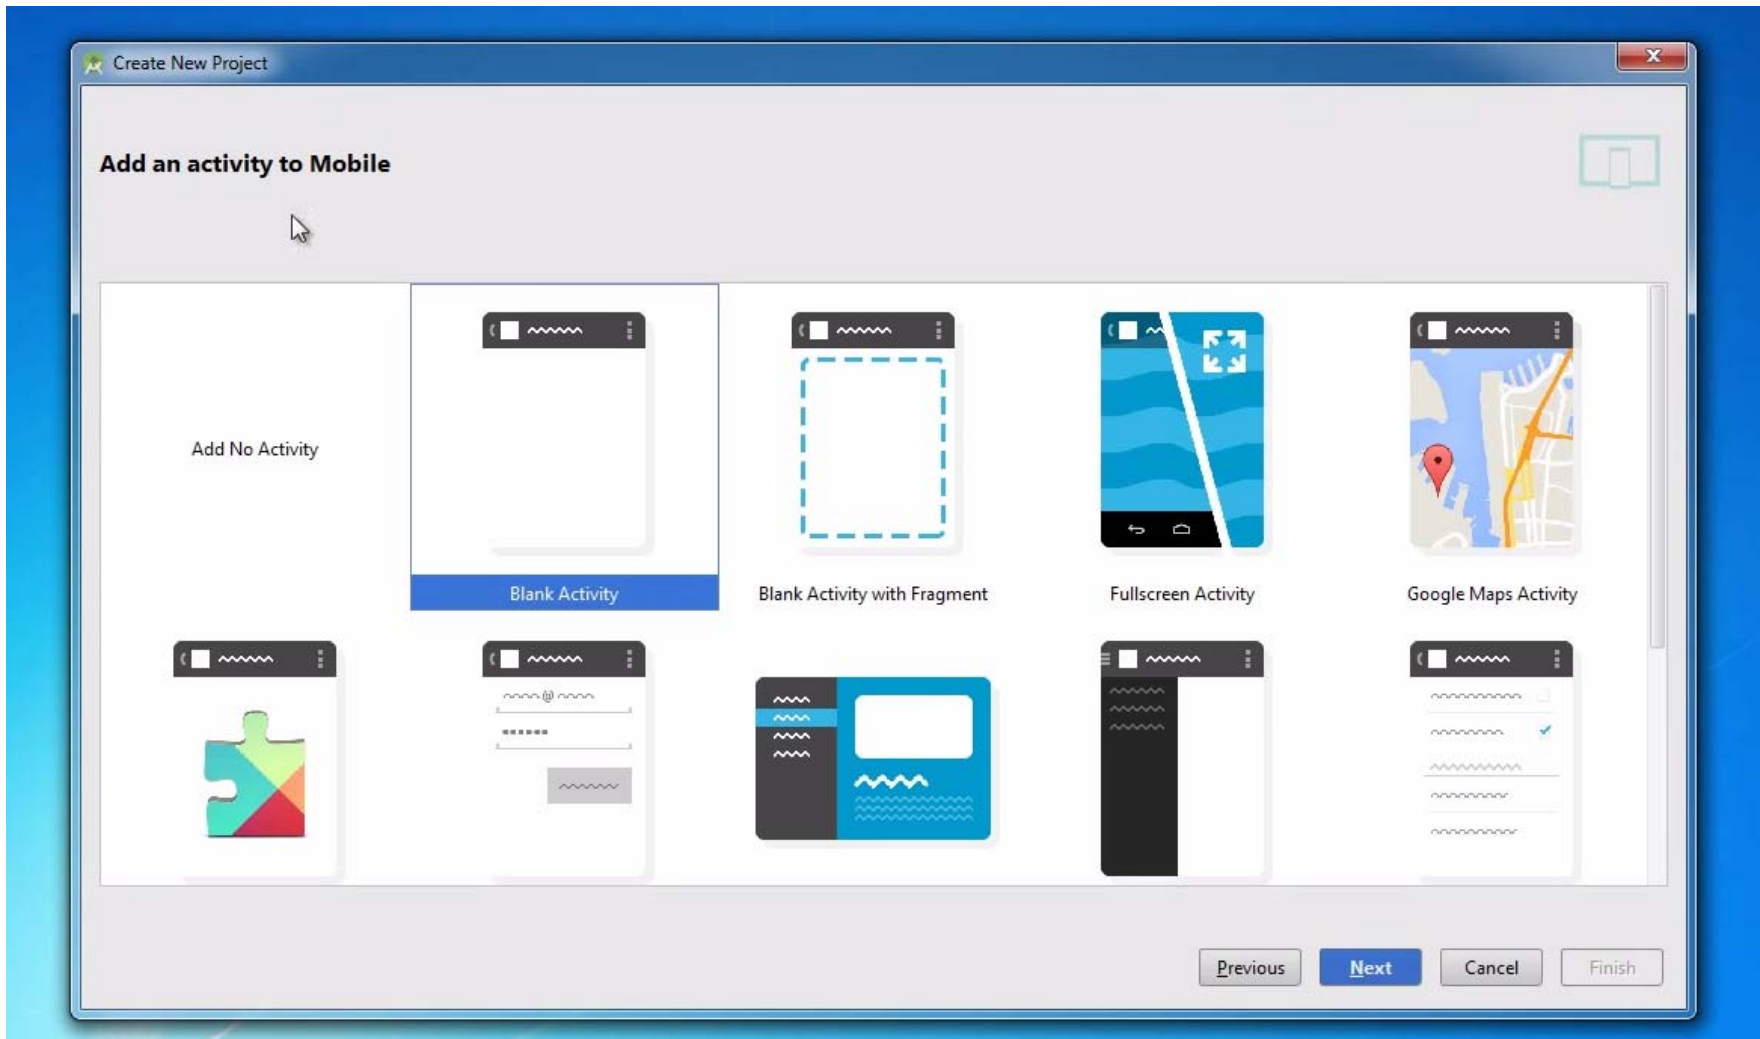 Create New Project
Add an activity to Mobile
Add No Activity
Blank Activity
Blank Activity with Fragment
Fullscreen Activity
Google Maps Activity
@
Previous
Next
Cancel
Finish